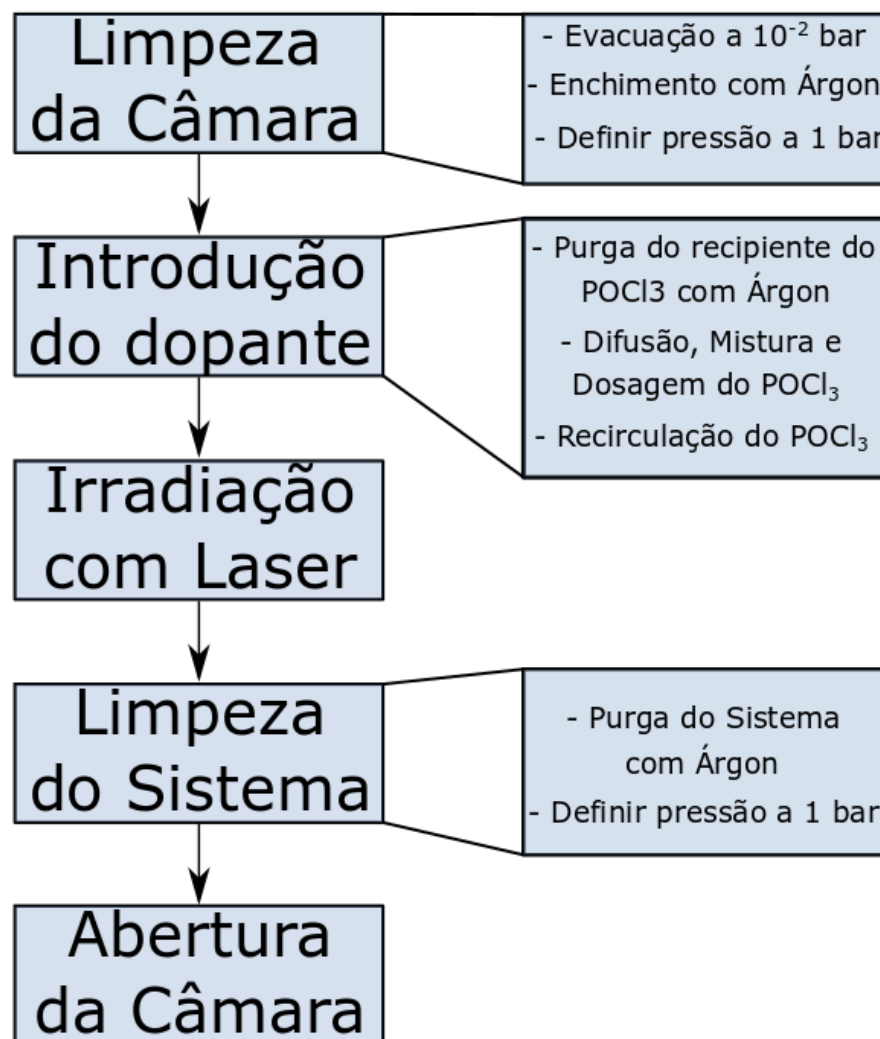 Limpeza
da Câmara
- Evacuação a 10⁻² bar
- Enchimento com Árgon
- Definir pressão a 1 bar
Introdução
do dopante
- Purga do recipiente do
POCl3 com Árgon
- Difusão, Mistura e
Dosagem do POCl₃
- Recirculação do POCl₃
Irradiação
com Laser
Limpeza
do Sistema
- Purga do Sistema
com Árgon
- Definir pressão a 1 bar
Abertura
da Câmara